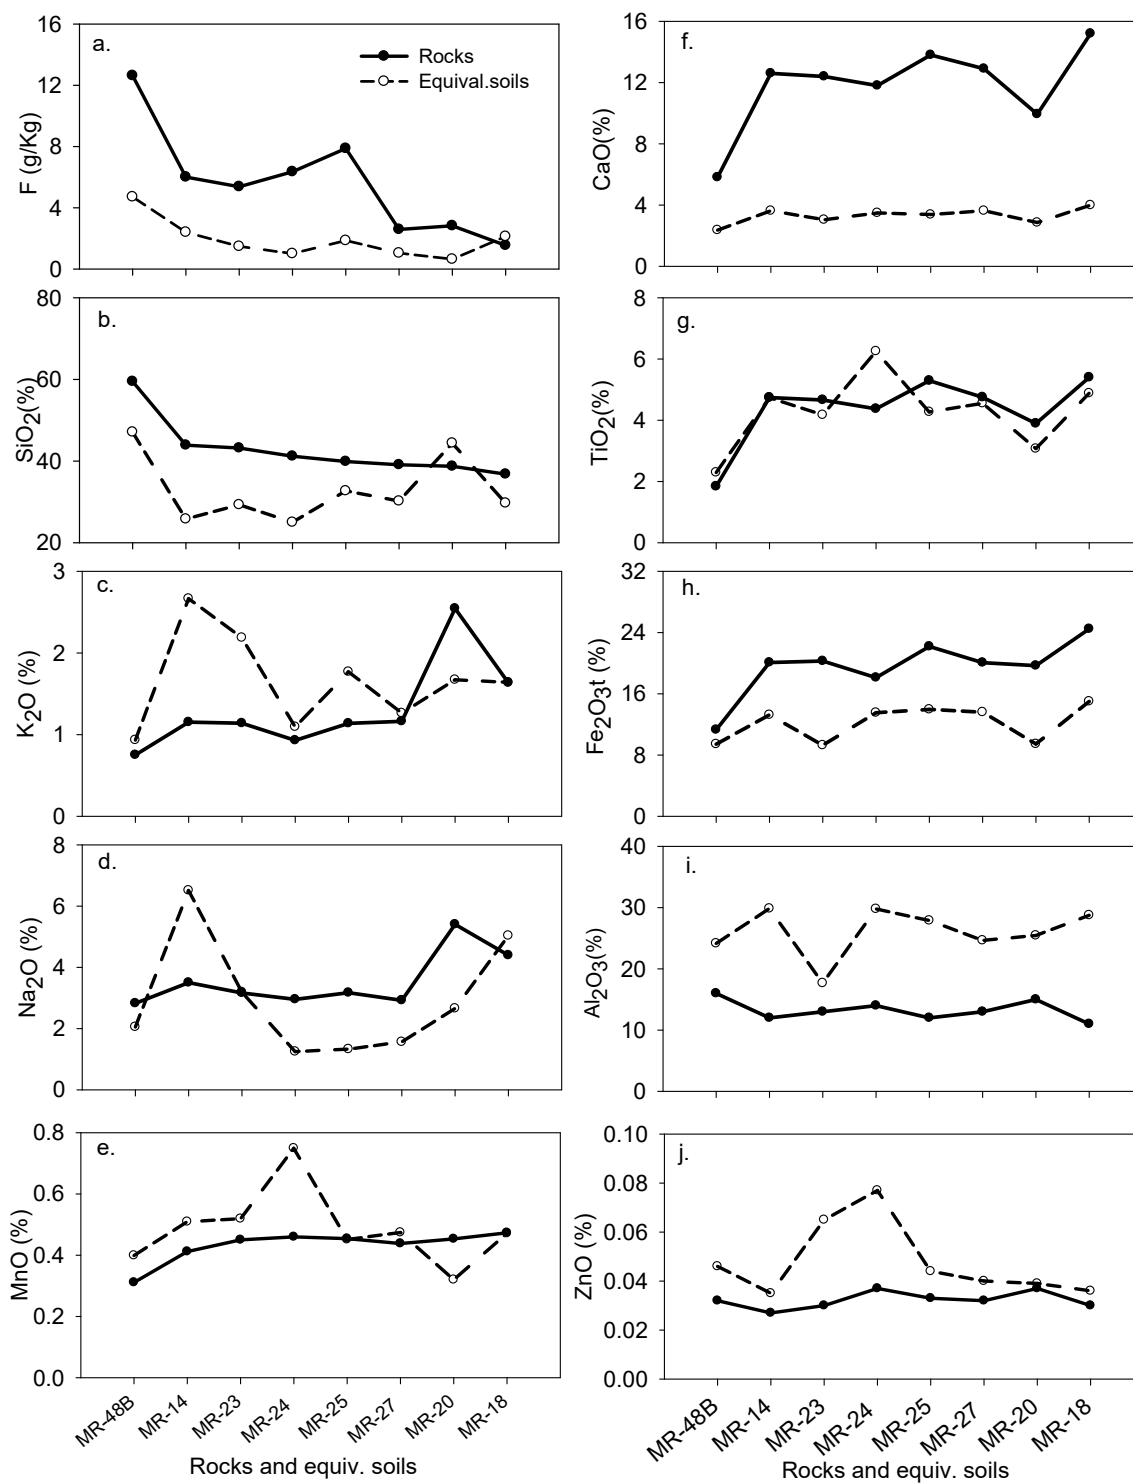 a.
Rocks
Equival.soils
16
12
8
4
0
F (g/Kg)
b.
80
60
40
20
SiO2(%)
c.
3
2
1
0
K2O (%)
d.
8
6
4
2
0
Na2O (%)
e.
0.8
0.6
0.4
0.2
0.0
MnO (%)
MR-48B
MR-14
MR-23
MR-24
MR-25
MR-27
MR-20
MR-18
Rocks and equiv. soils
f.
16
12
8
4
0
CaO(%)
g.
8
6
4
2
0
TiO2(%)
h.
32
24
16
8
0
Fe2O3t (%)
i.
40
30
20
10
0
Al2O3(%)
j.
0.10
0.08
0.06
0.04
0.02
0.00
ZnO (%)
MR-48B
MR-14
MR-23
MR-24
MR-25
MR-27
MR-20
MR-18
Rocks and equiv. soils